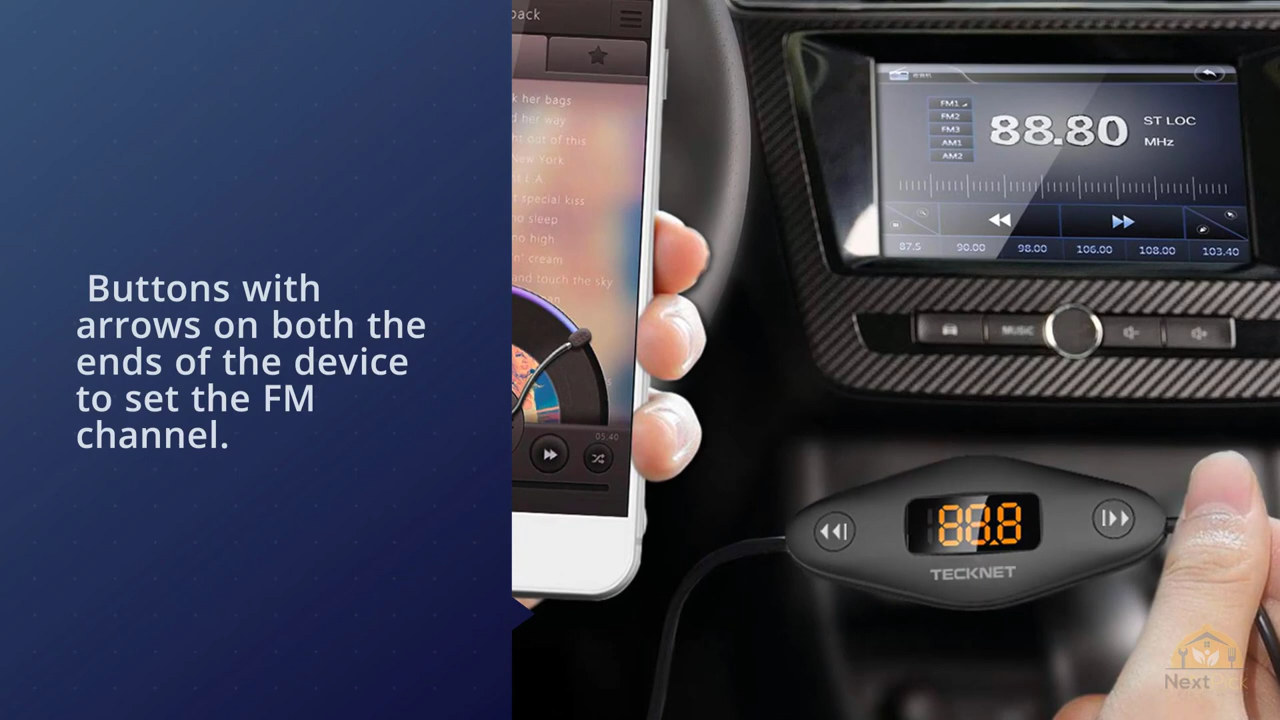 Buttons with
arrows on both the
ends of the device
to set the FM
channel.
back
k her bags
d her way
ht out of this
New York
st L.A.
t special kiss
no sleep
no high
n' cream
and touch the sky
05:40
FM1
FM2
FM3
AM1
AM2
88.80
ST LOC
MHz
87.5 90.00 98.00 106.00 108.00 103.40
MUSIC
88.8
TECKNET
Next